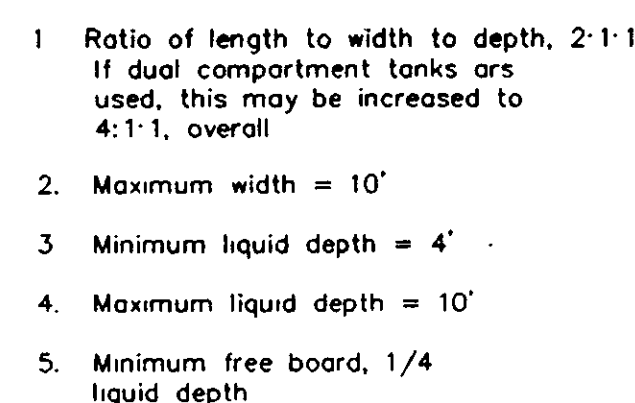 1 Ratio of length to width to depth, 2·1·1
If dual compartment tanks ars
used, this may be increased to
4:1·1, overall
2. Maximum width = 10'
3 Minimum liquid depth = 4'
4. Maximum liquid depth = 10'
5. Minimum free board, 1/4
liquid depth